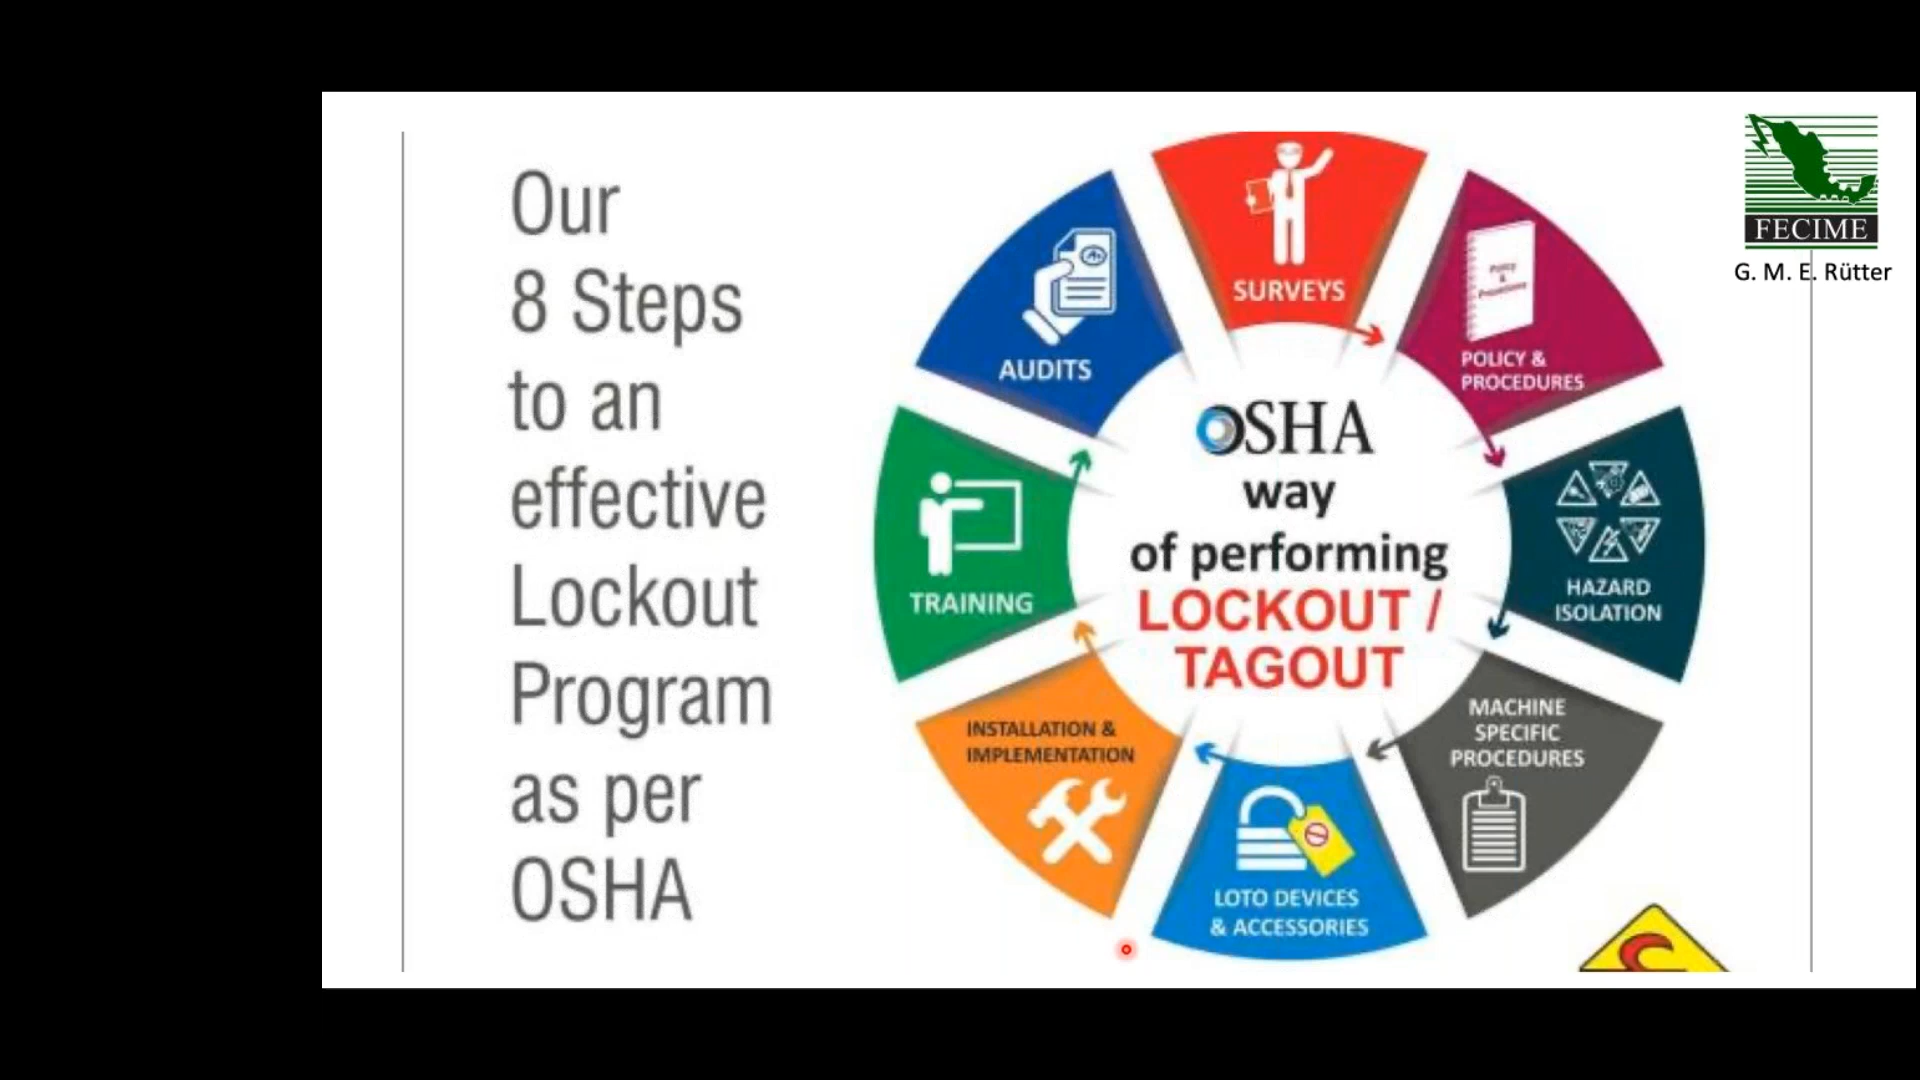 Our
8 Steps
to an
effective
Lockout
Program
as per
OSHA
SURVEYS
POLICY &
PROCEDURES
HAZARD
ISOLATION
MACHINE
SPECIFIC
PROCEDURES
LOTO DEVICES
& ACCESSORIES
INSTALLATION &
IMPLEMENTATION
TRAINING
AUDITS
OSHA
way
of performing
LOCKOUT /
TAGOUT
FECIME
G. M. E. Rütter